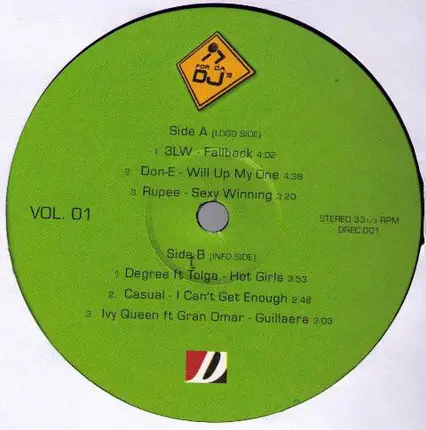 FOR DA
DJ'S
Side A (LOGO SIDE)
1. 3LW - Fallback 4:02
2. Don-E - Will Up My One 4.38
3. Rupee - Sexy Winning 3:20
VOL. 01
STEREO 33 1/3 RPM
DREC 001
Side B (INFO SIDE)
1. Degree ft Tolga - Hot Girls 3:53
2. Casual - I Can't Get Enough 2:48
3. Ivy Queen ft Gran Omar - Guillaera 3:03
D